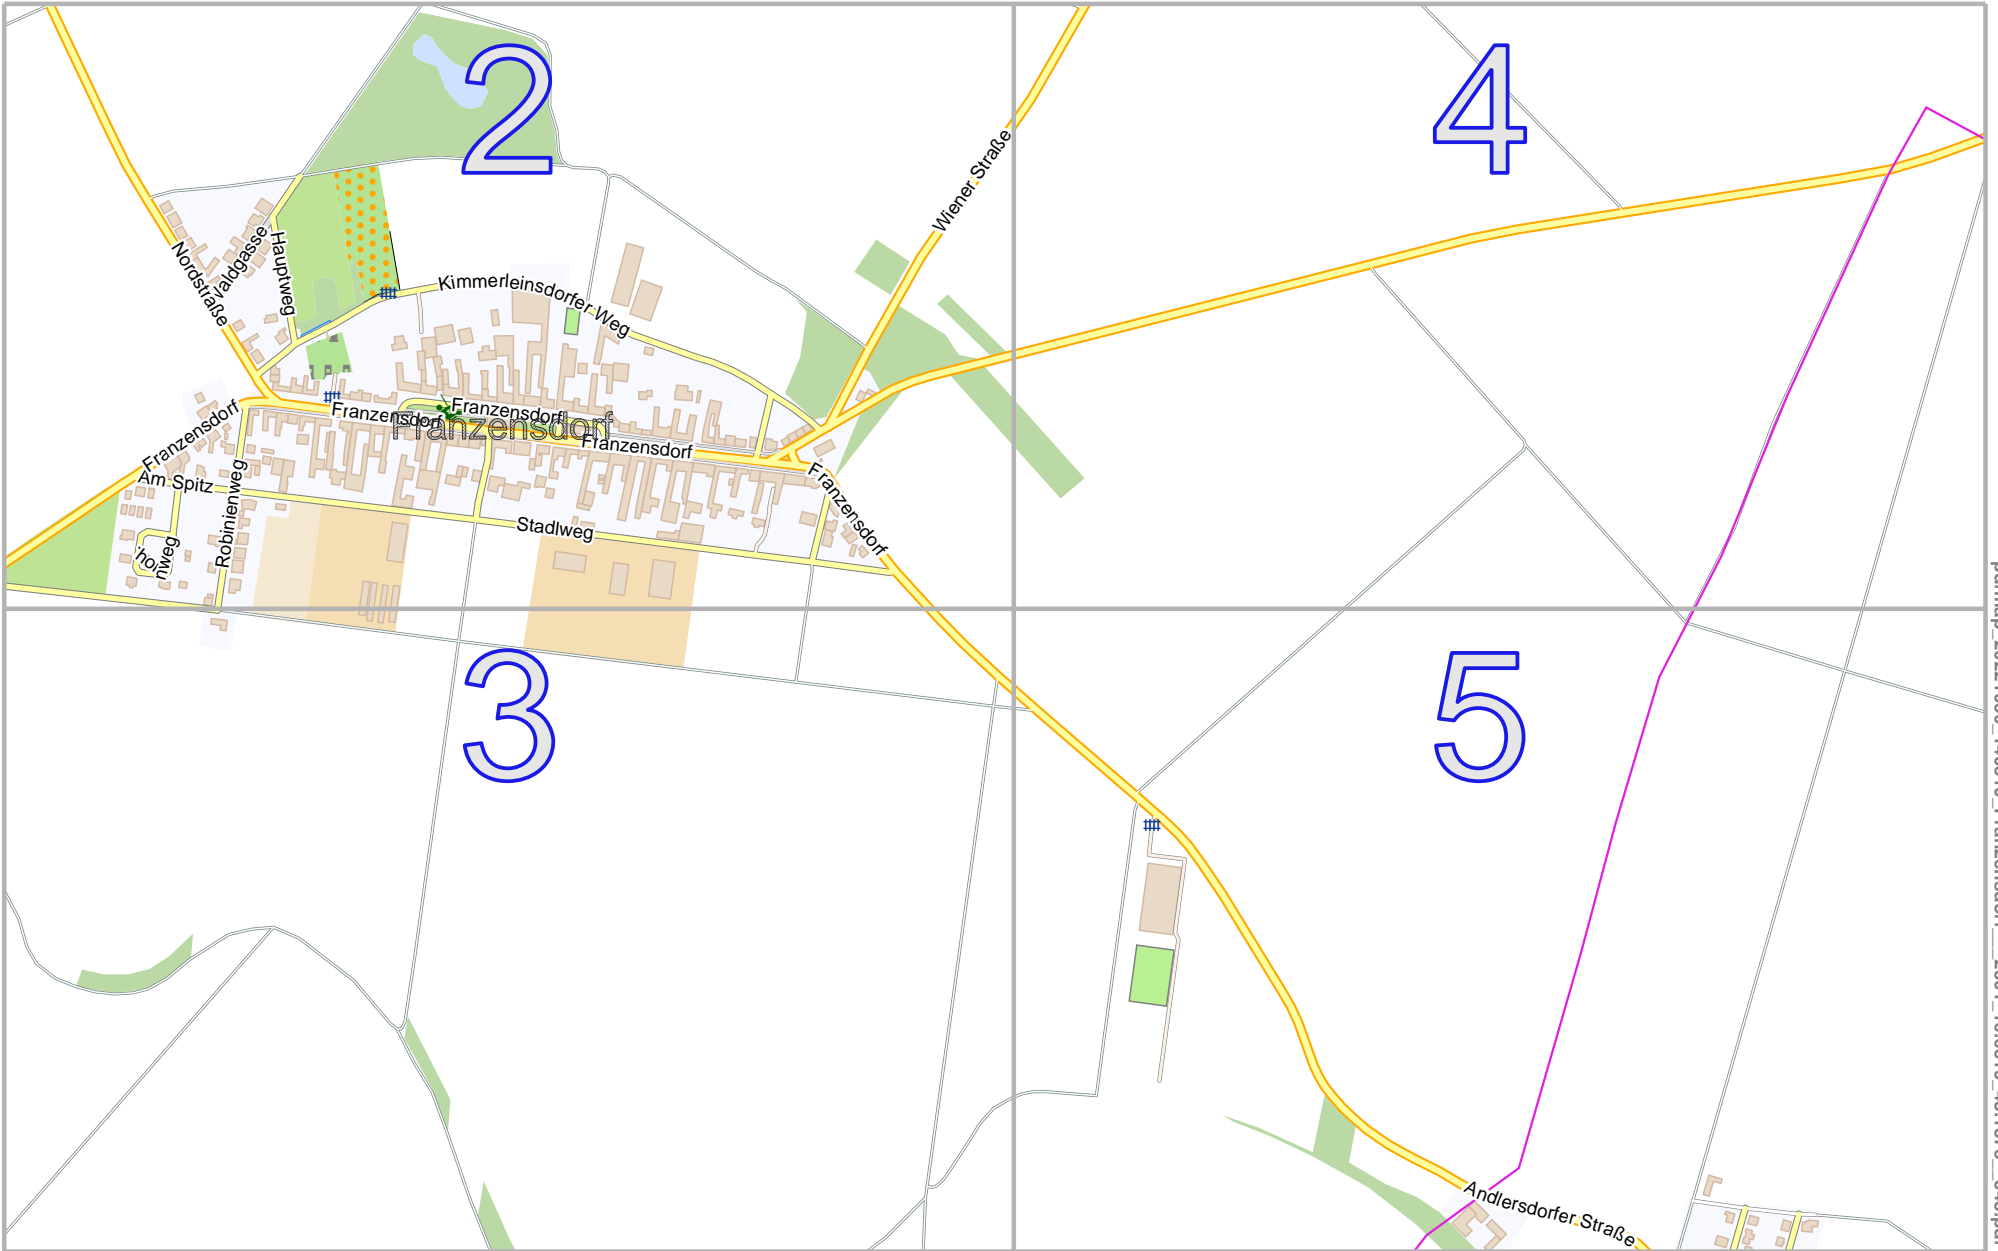 2
4
Wiener Straße
Nordstraße
Hauptweg
Kimmerleinsdorfer Weg
Franzensdorf
Franzensdorf
Franzensdorf
Franzensdorf
Franzensdorf
Franzensdorf
Am Spitz
Robinienweg
Stadlweg
3
5
Andlersdorfer Straße